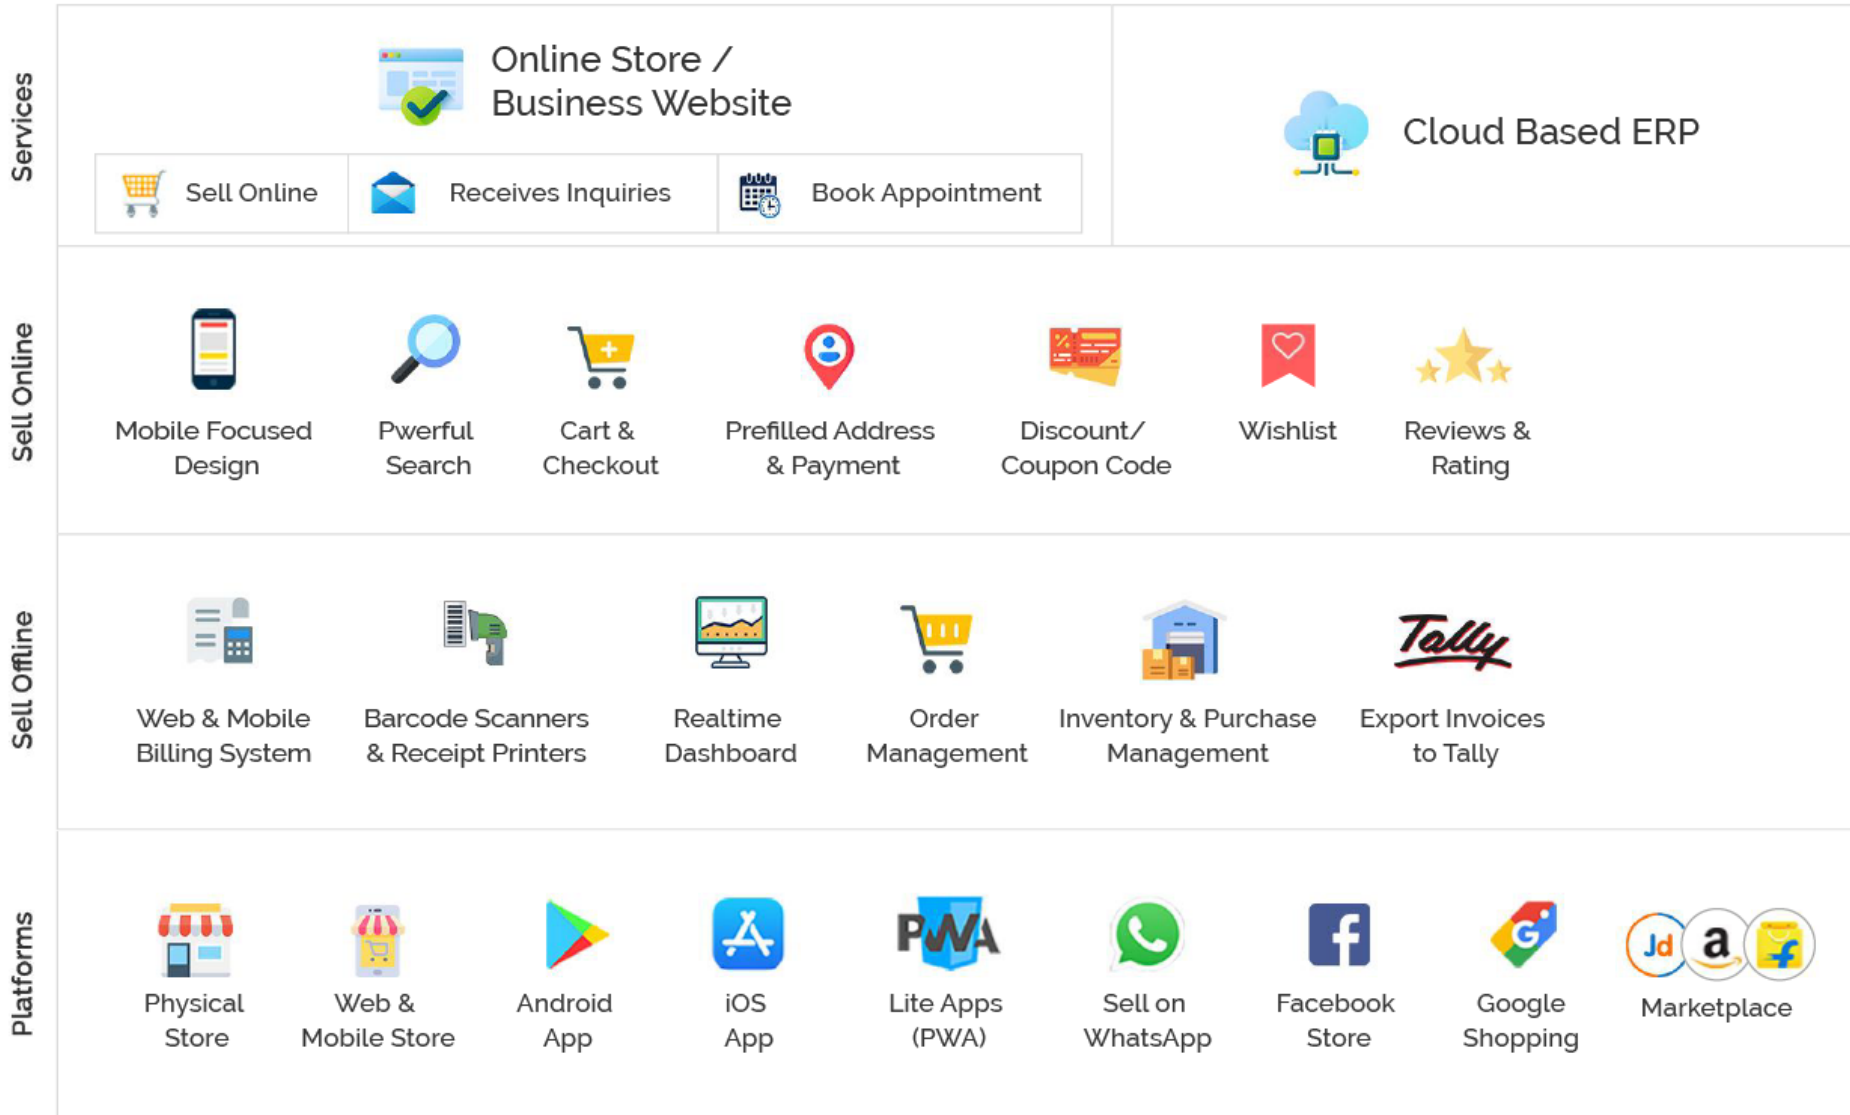 Services
Online Store /
Business Website
Sell Online
Receives Inquiries
Book Appointment
Cloud Based ERP
Sell Online
Mobile Focused
Design
Pwerful
Search
Cart &
Checkout
Prefilled Address
& Payment
Discount/
Coupon Code
Wishlist
Reviews &
Rating
Sell Offline
Web & Mobile
Billing System
Barcode Scanners
& Receipt Printers
Realtime
Dashboard
Order
Management
Inventory & Purchase
Management
Tally
Export Invoices
to Tally
Platforms
Physical
Store
Web &
Mobile Store
Android
App
iOS
App
PWA
Lite Apps
(PWA)
Sell on
WhatsApp
f
Facebook
Store
G
Google
Shopping
Jd
a
f
Marketplace